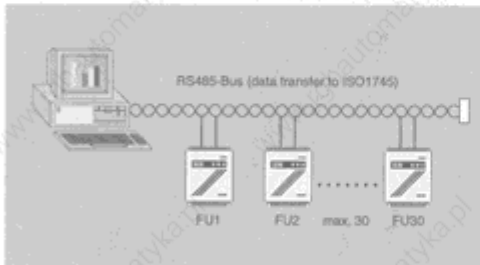 RS485-Bus (data transfer to ISO1745)
FU1 FU2 max. 30 FU30